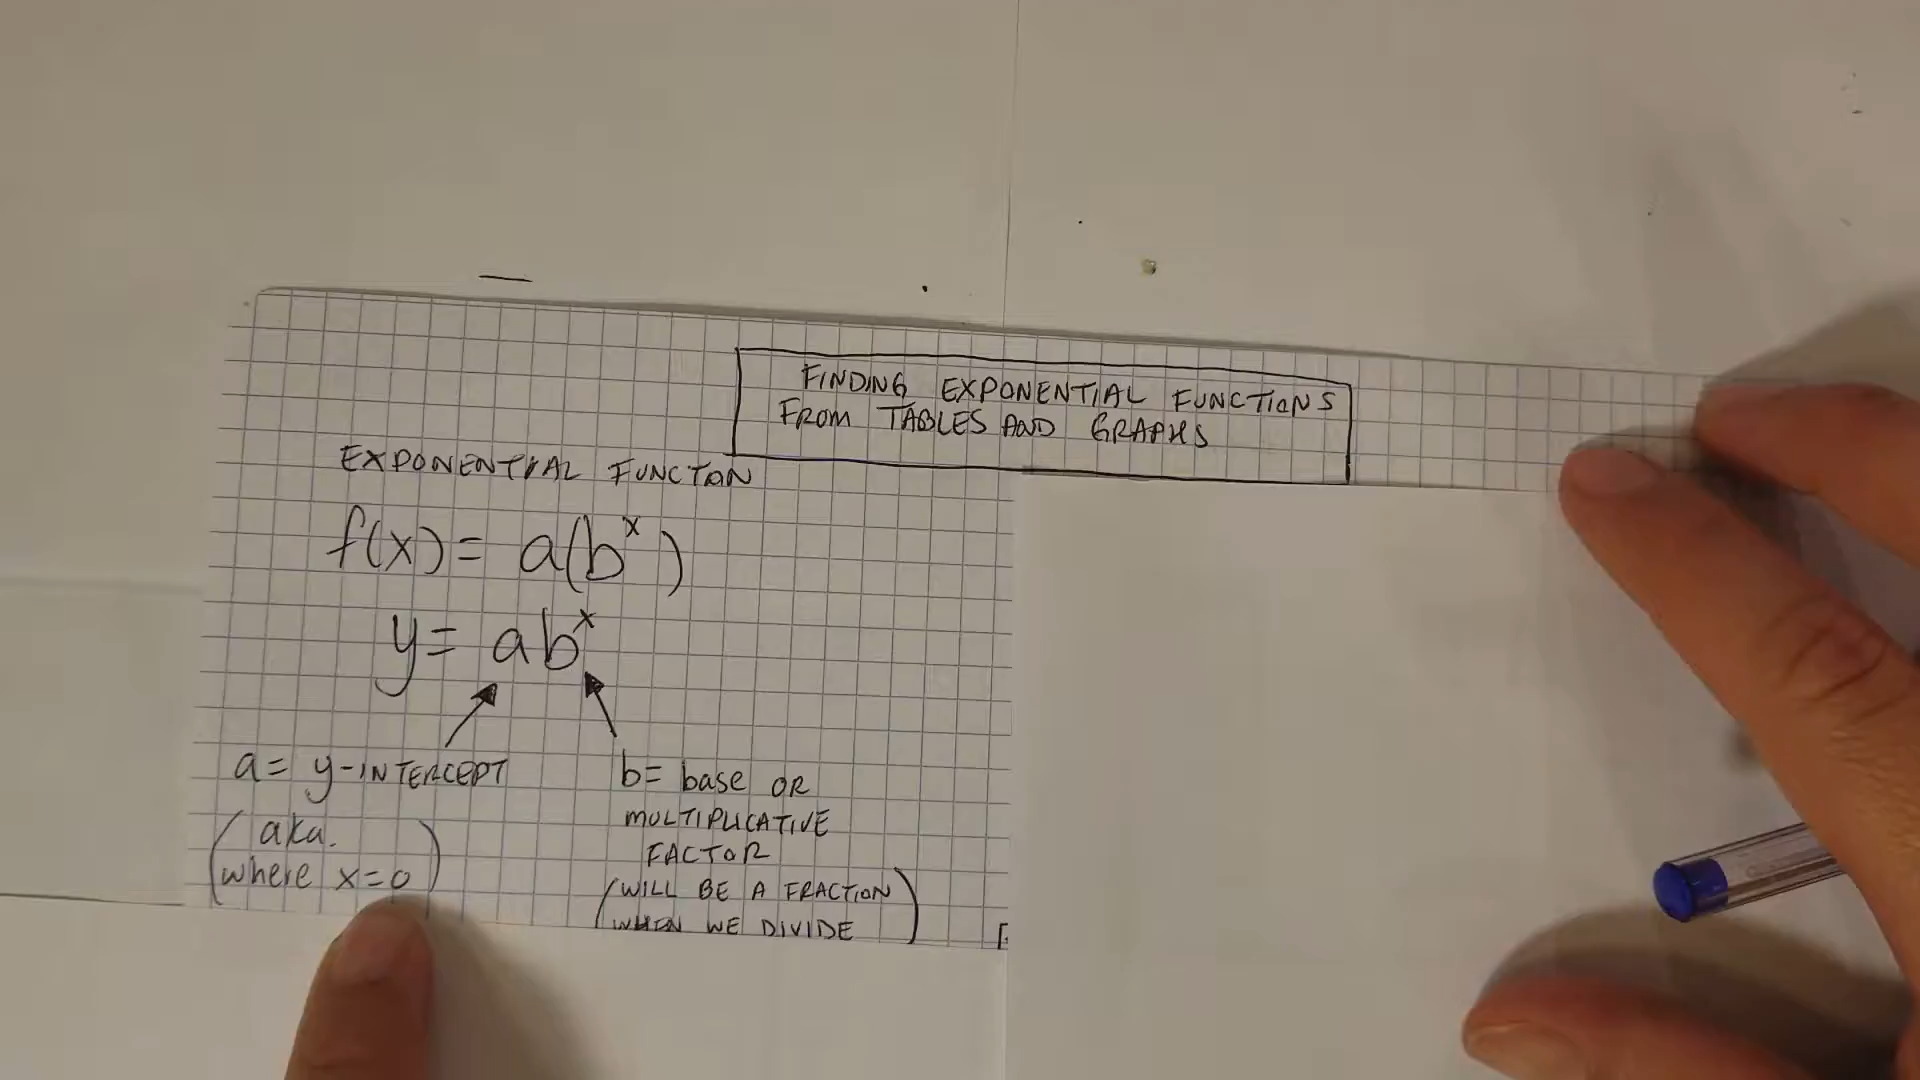 FINDING EXPONENTIAL FUNCTIONS
FROM TABLES AND GRAPHS
EXPONENTIAL FUNCTON
f(x) = a(b^x)
y = ab^x
a = y-INTERCEPT
(aka.
where x=0)
b = base OR
MULTIPLICATIVE
FACTOR
(WILL BE A FRACTION
WHEN WE DIVIDE)